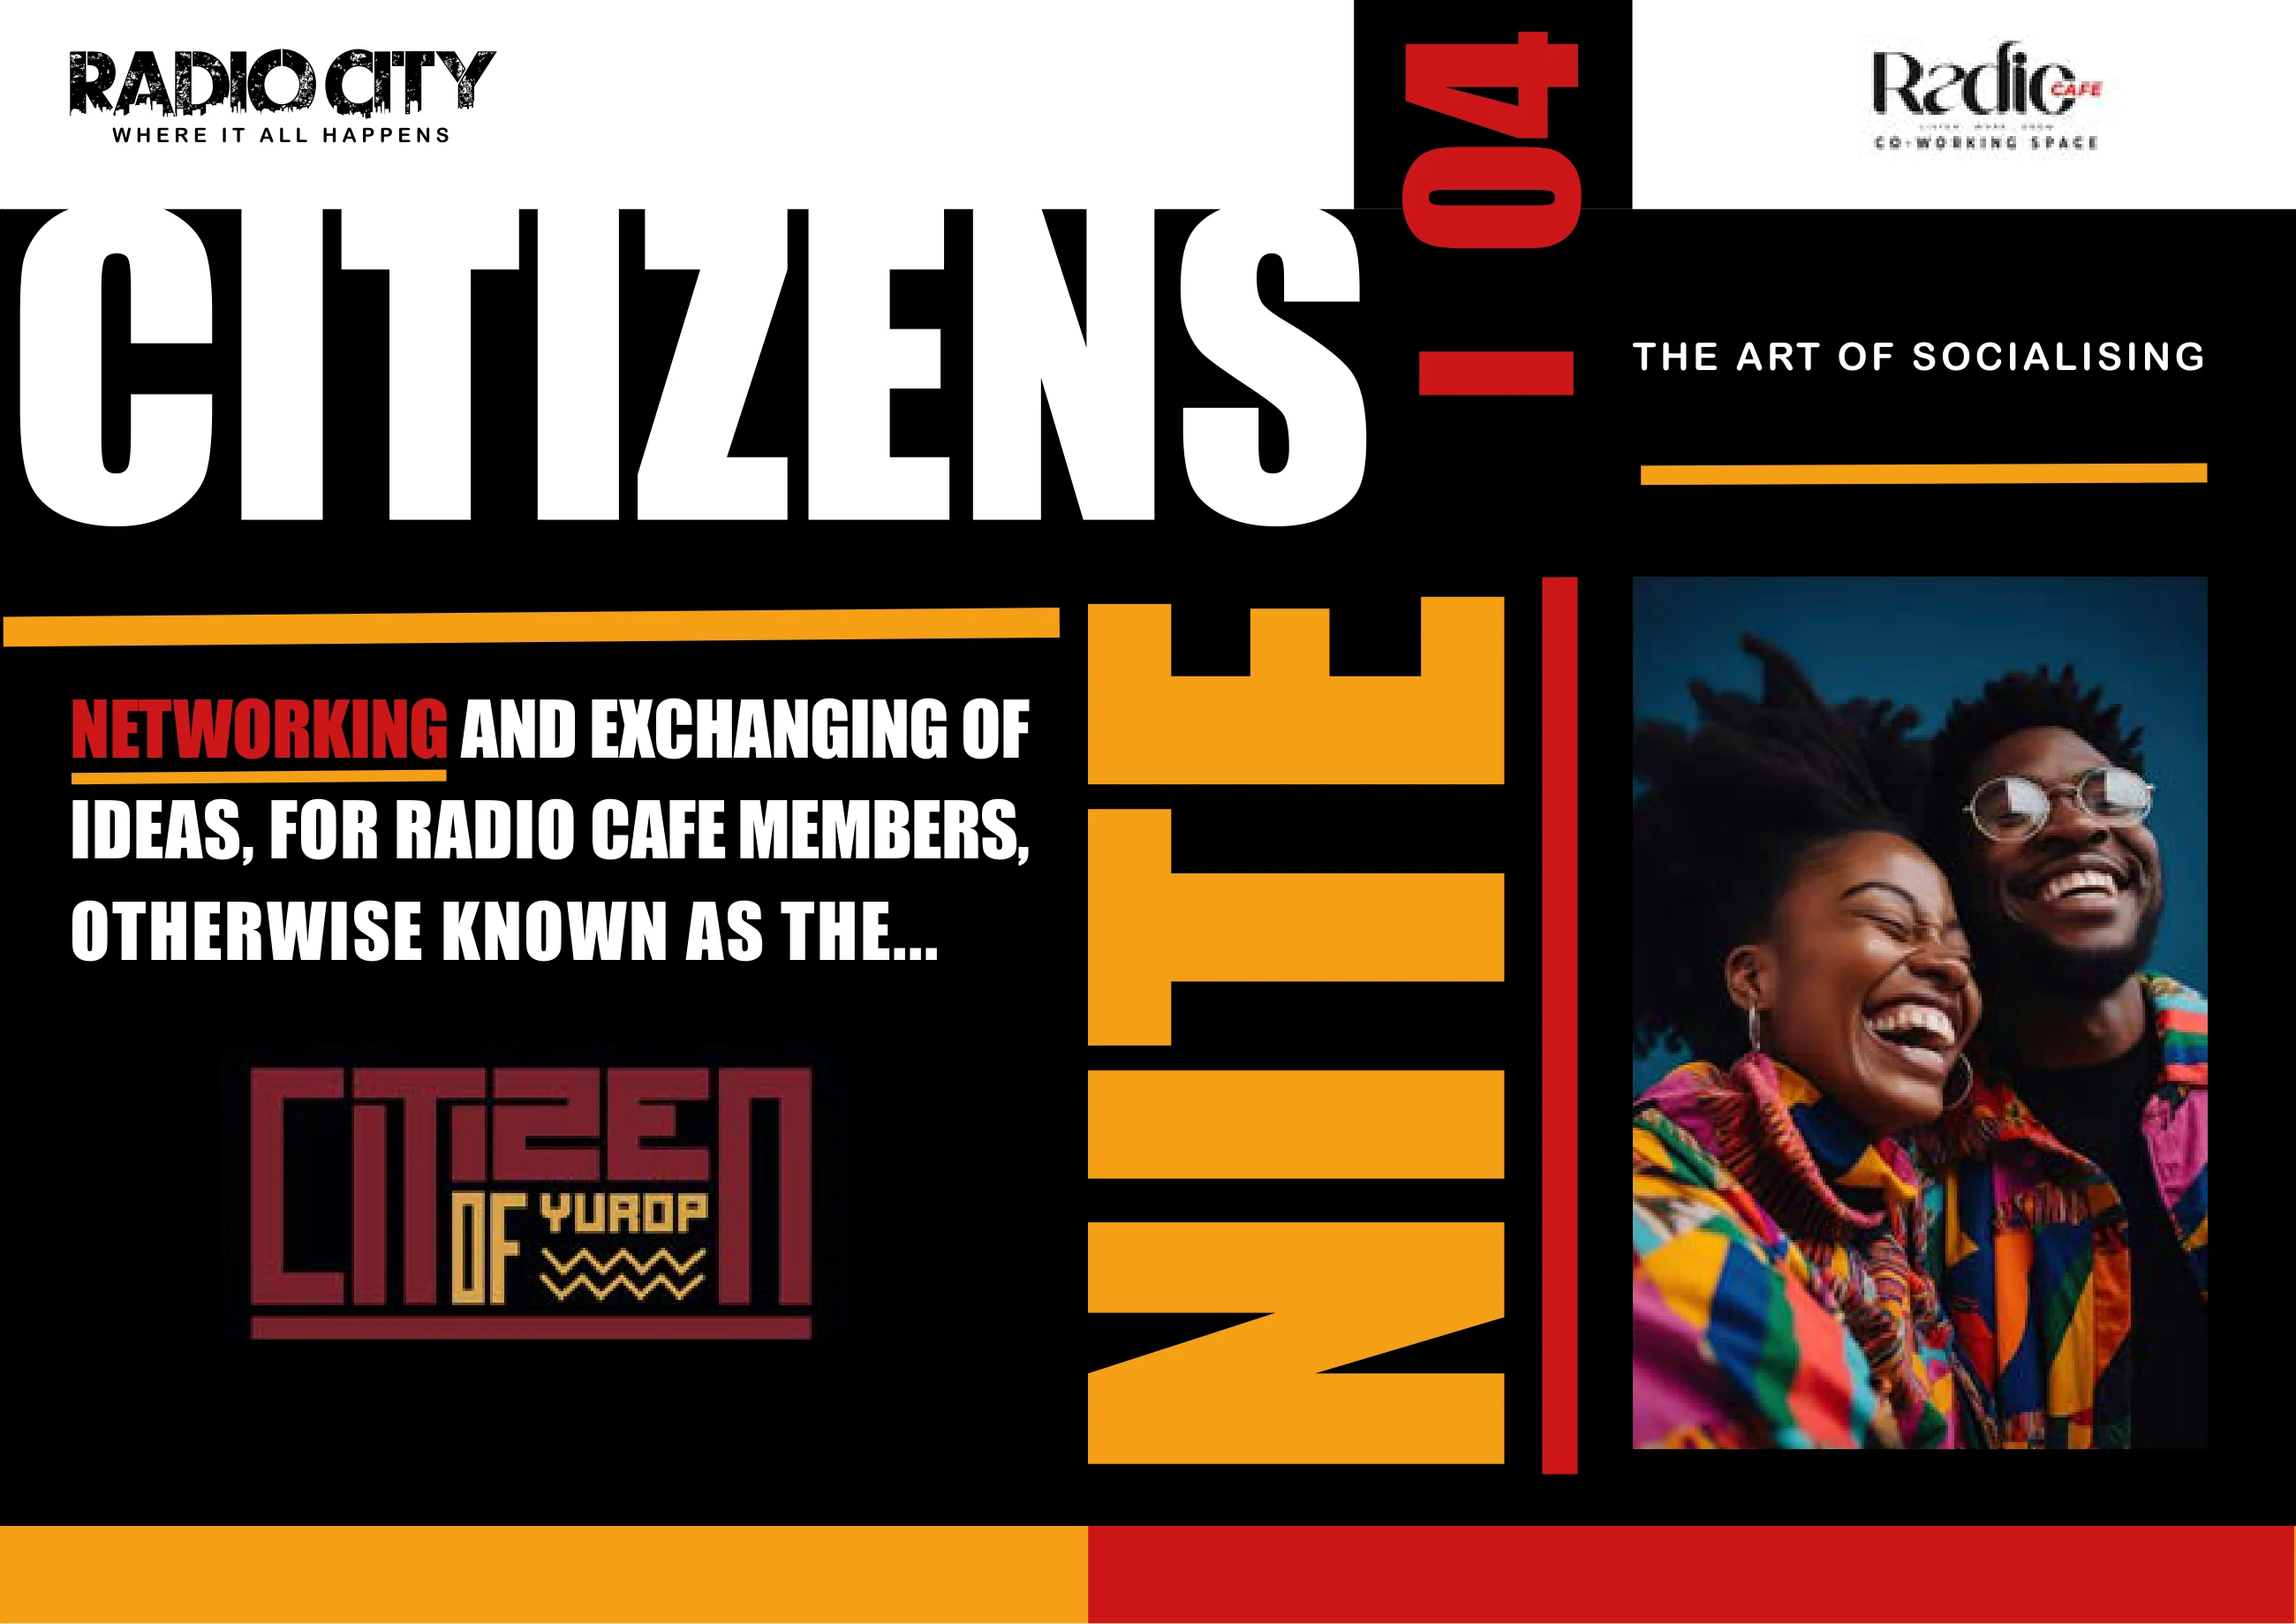 RADIO CITY
WHERE IT ALL HAPPENS
Radio CAFE
CO-WORKING SPACE
CITIZENS
| 04
THE ART OF SOCIALISING
NETWORKING AND EXCHANGING OF
IDEAS, FOR RADIO CAFE MEMBERS,
OTHERWISE KNOWN AS THE...
NITE
CITIZEN
OF YUROP